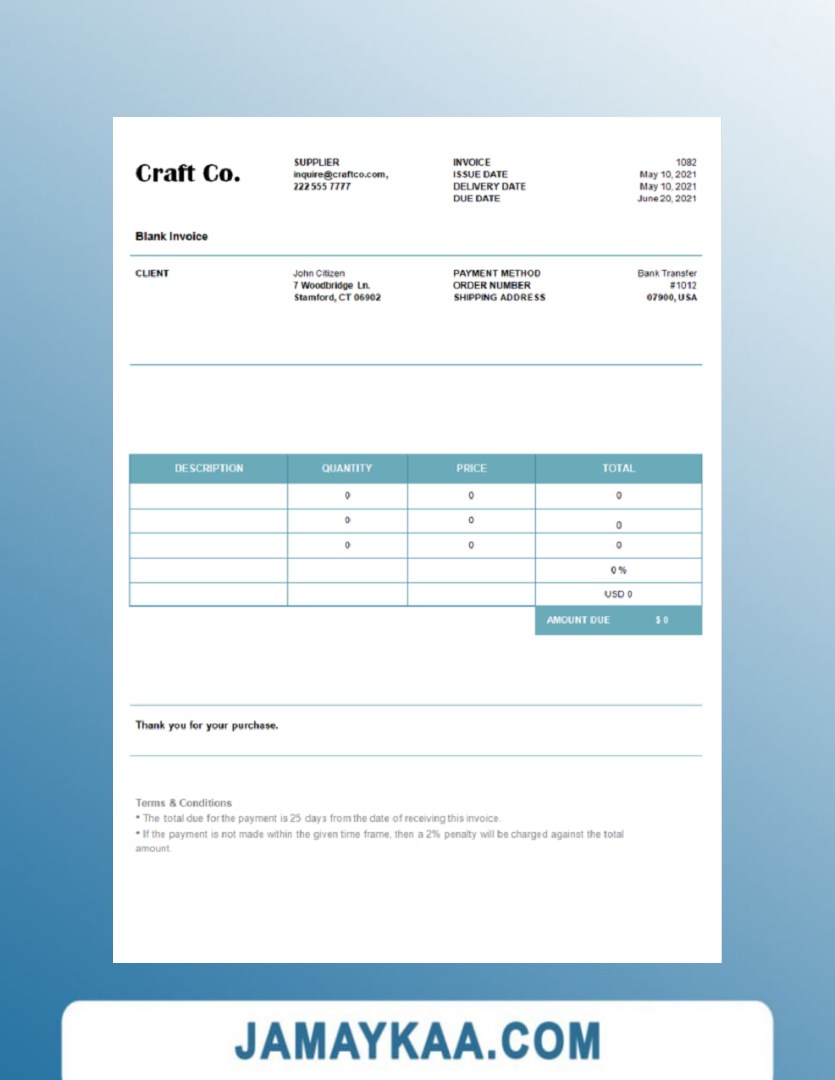 Craft Co.
SUPPLIER
inquire@craftco.com,
222 555 7777
INVOICE 1082
ISSUE DATE May 10, 2021
DELIVERY DATE May 10, 2021
DUE DATE June 20, 2021
Blank Invoice
CLIENT
John Citizen
7 Woodbridge Ln.
Stamford, CT 06902
PAYMENT METHOD Bank Transfer
ORDER NUMBER #1012
SHIPPING ADDRESS 07900, USA
DESCRIPTION QUANTITY PRICE TOTAL
0 0 0
0 0 0
0 0 0
0 %
USD 0
AMOUNT DUE $ 0
Thank you for your purchase.
Terms & Conditions
* The total due for the payment is 25 days from the date of receiving this invoice.
* If the payment is not made within the given time frame, then a 2% penalty will be charged against the total
amount.
JAMAYKAA.COM